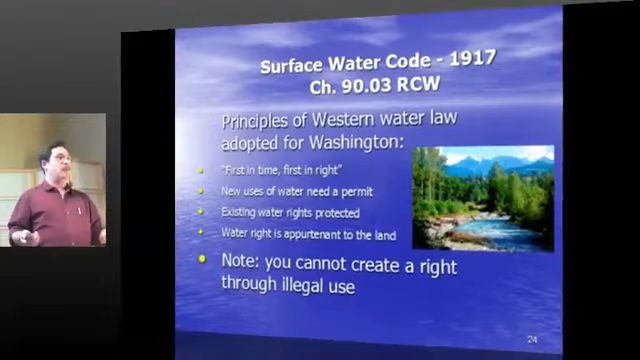 Surface Water Code - 1917
Ch. 90.03 RCW
Principles of Western water law
adopted for Washington:
"First in time, first in right"
New uses of water need a permit
Existing water rights protected
Water right is appurtenant to the land
Note: you cannot create a right
through illegal use
24